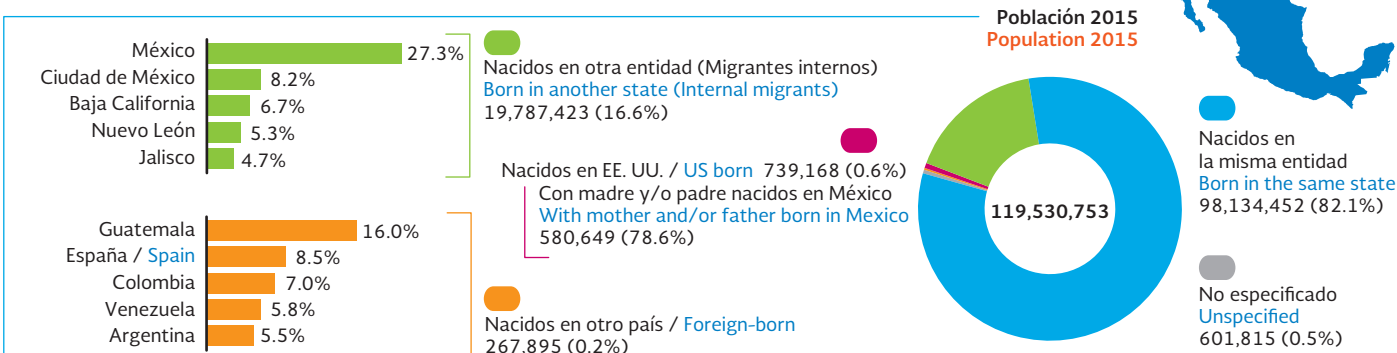 Población 2015
Population 2015
México 27.3%
Ciudad de México 8.2%
Baja California 6.7%
Nuevo León 5.3%
Jalisco 4.7%
Nacidos en otra entidad (Migrantes internos)
Born in another state (Internal migrants)
19,787,423 (16.6%)
Nacidos en EE. UU. / US born 739,168 (0.6%)
Con madre y/o padre nacidos en México
With mother and/or father born in Mexico
580,649 (78.6%)
Guatemala 16.0%
España / Spain 8.5%
Colombia 7.0%
Venezuela 5.8%
Argentina 5.5%
Nacidos en otro país / Foreign-born
267,895 (0.2%)
119,530,753
Nacidos en
la misma entidad
Born in the same state
98,134,452 (82.1%)
No especificado
Unspecified
601,815 (0.5%)